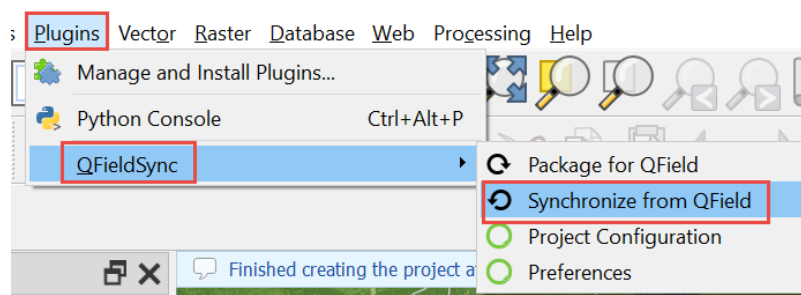 s Plugins Vector Raster Database Web Processing Help
Manage and Install Plugins...
Python Console Ctrl+Alt+P
QFieldSync
Package for QField
Synchronize from QField
Project Configuration
Finished creating the project a
Preferences